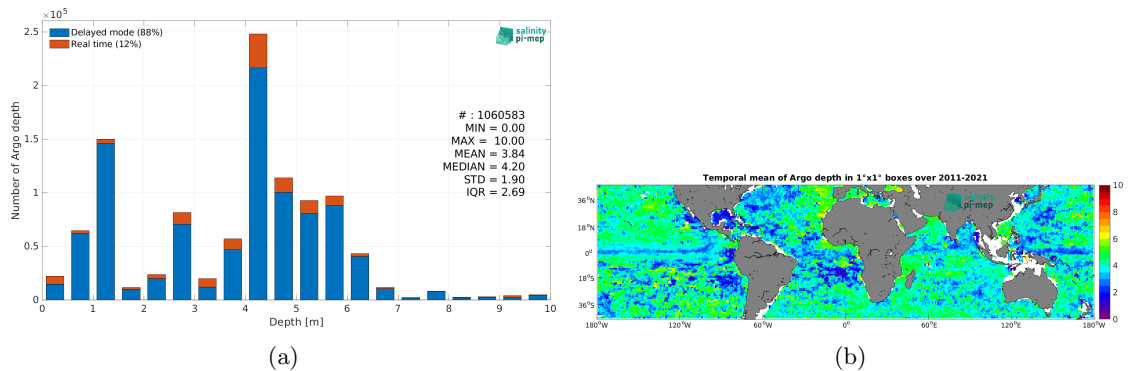 ×10⁵
2.5
2
1.5
1
0.5
0
Number of Argo depth
Delayed mode (88%)
Real time (12%)
salinity
pi-mep
# : 1060583
MIN = 0.00
MAX = 10.00
MEAN = 3.84
MEDIAN = 4.20
STD = 1.90
IQR = 2.69
0 1 2 3 4 5 6 7 8 9 10
Depth [m]
(a)
Temporal mean of Argo depth in 1°x1° boxes over 2011-2021
salinity
pi-mep
36°N
18°N
0°
18°S
36°S
180°W 120°W 60°W 0° 60°E 120°E 180°W
10
8
6
4
2
0
(b)